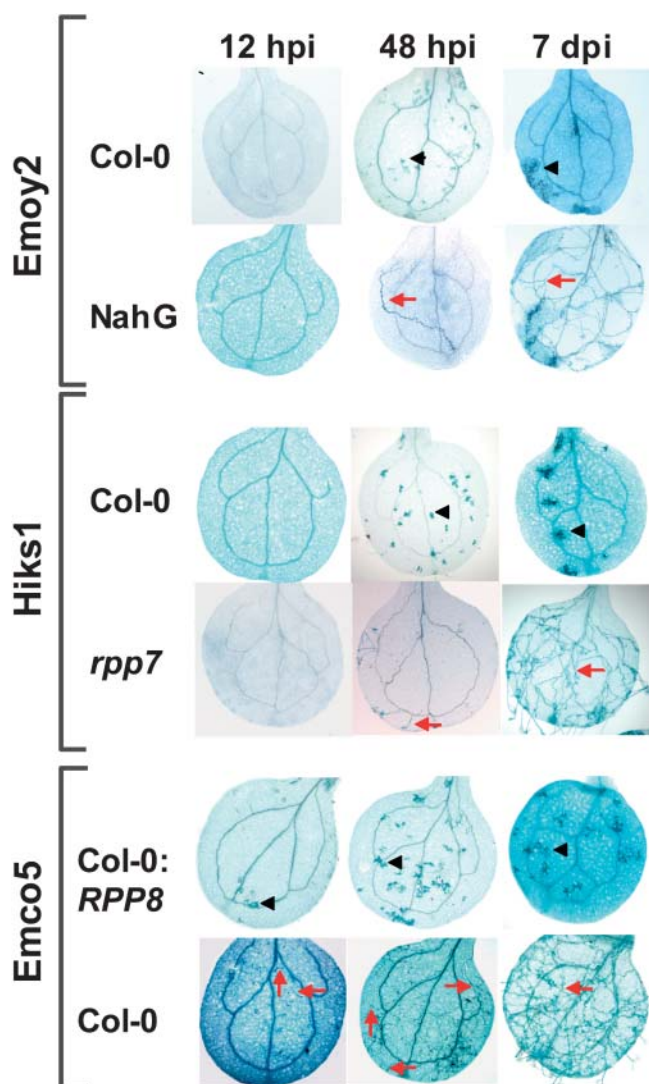 12 hpi 48 hpi 7 dpi
Emoy2
Col-0
NahG
Hiks1
Col-0
rpp7
Emco5
Col-0:
RPP8
Col-0